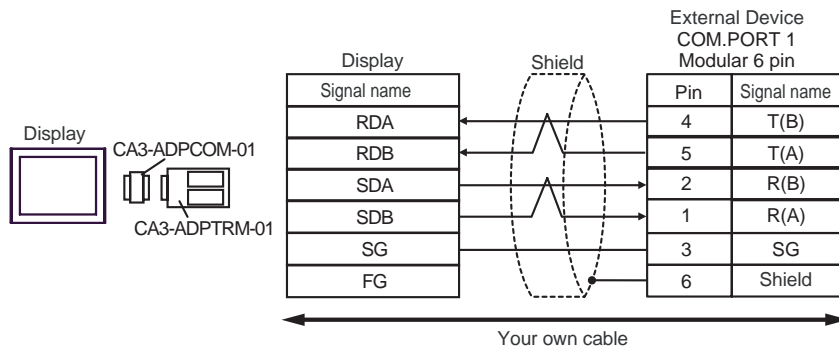 Display
CA3-ADPCOM-01
CA3-ADPTRM-01
Display
Shield
External Device
COM.PORT 1
Modular 6 pin
Signal name
Pin Signal name
RDA 4 T(B)
RDB 5 T(A)
SDA 2 R(B)
SDB 1 R(A)
SG 3 SG
FG 6 Shield
Your own cable